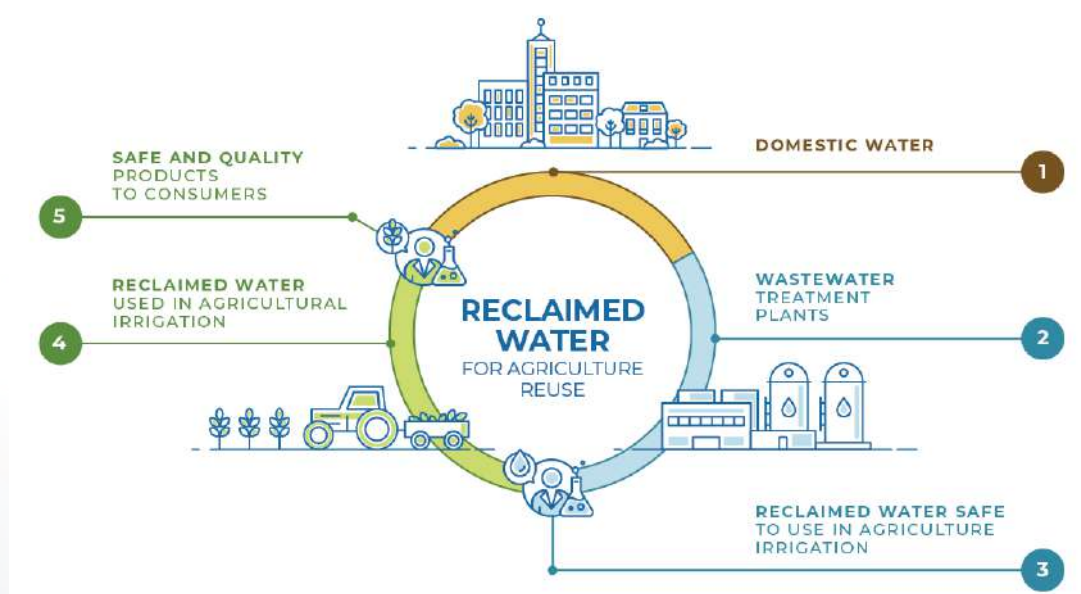 DOMESTIC WATER
1
WASTEWATER
TREATMENT
PLANTS
2
RECLAIMED WATER SAFE
TO USE IN AGRICULTURE
IRRIGATION
3
RECLAIMED WATER
USED IN AGRICULTURAL
IRRIGATION
4
SAFE AND QUALITY
PRODUCTS
TO CONSUMERS
5
RECLAIMED
WATER
FOR AGRICULTURE
REUSE